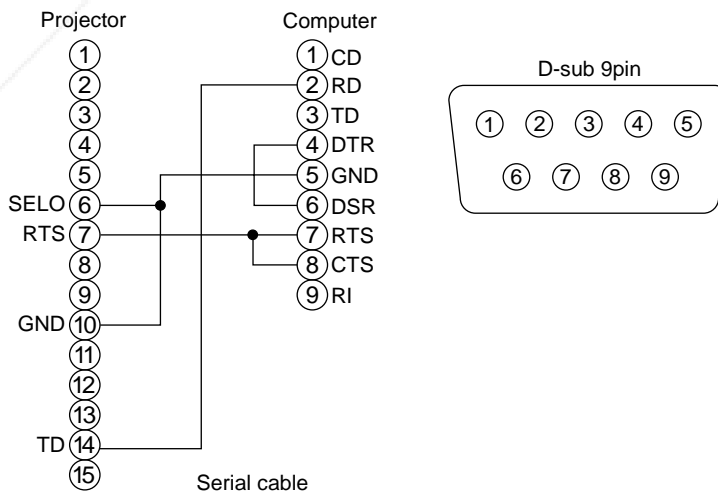 Projector
1
2
3
4
5
SELO 6
RTS 7
8
9
GND 10
11
12
13
TD 14
15
Computer
1 CD
2 RD
3 TD
4 DTR
5 GND
6 DSR
7 RTS
8 CTS
9 RI
Serial cable
D-sub 9pin
1 2 3 4 5
6 7 8 9